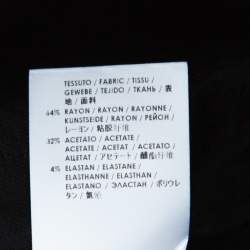 TESSUTO / FABRIC / TISSU /
GEWEBE / TEJIDO / ТКАНЬ / 表
地 / 面料
64% RAYON / RAYON / RAYONNE /
KUNSTSEIDE / RAYON / РЕЙОН /
レーヨン / 粘胶纤维
32% ACETATO / ACETATE /
ACETATE / ACETAT / ACETATO /
АЦЕТАТ / アセテート / 醋酯纤维
4% ELASTAN / ELASTANE /
ELASTHANNE / ELASTHAN /
ELASTANO / ЭЛАСТАН / ポリウレ
タン / 氨纶